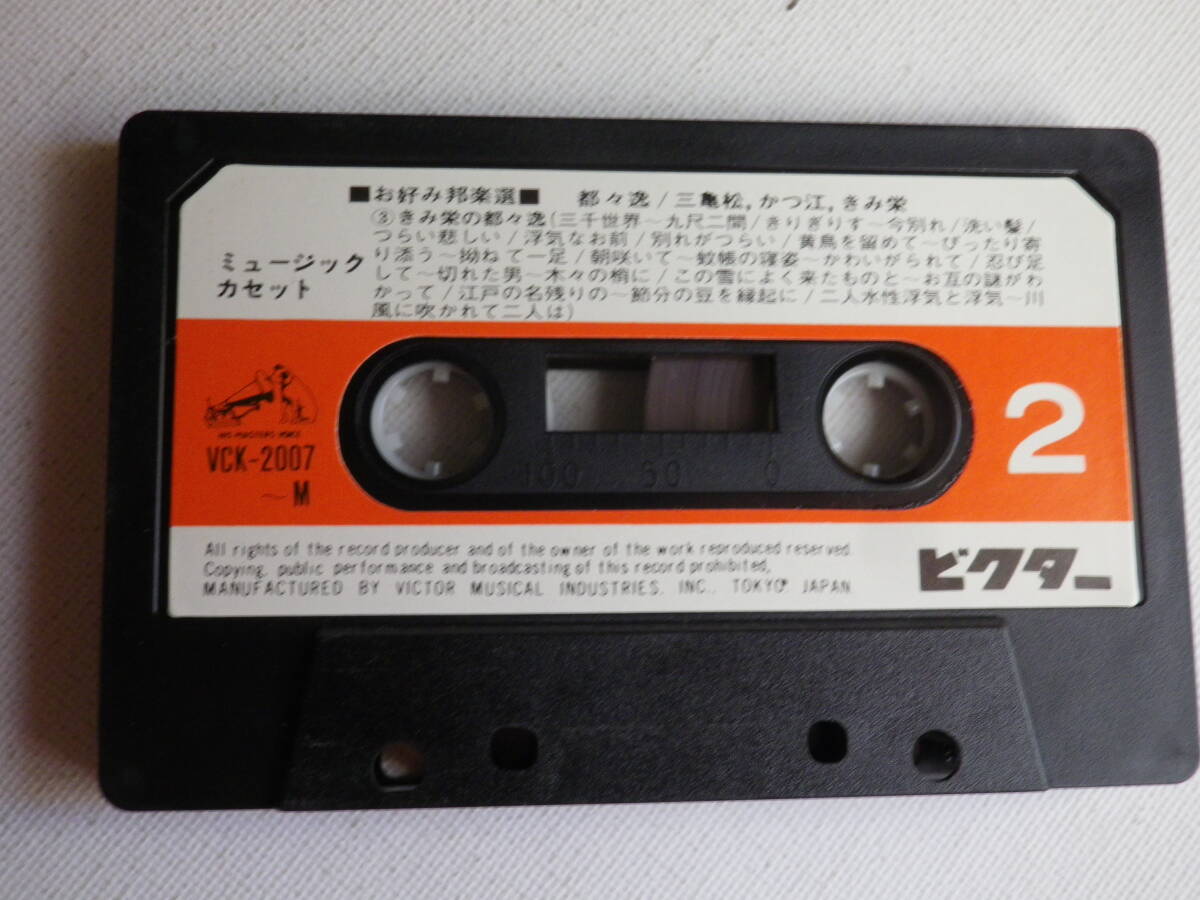 ■お好み邦楽選■ 都々逸/三亀松,かつ江,きみ栄
③きみ栄の都々逸(三千世界~九尺二間/きりぎりす~今別れ/洗い髪/
つらい悲しい/浮気なお前/別れがつらい/黄鳥を留めて~ぴったり寄
り添う~拗ねて一足/朝咲いて~蚊帳の寝姿~かわいがられて/忍び足
して~切れた男~木々の梢に/この雪によく来たものと~お互の謎がわ
かって/江戸の名残りの~節分の豆を縁起に/二人水性浮気と浮気~川
風に吹かれて二人は)
ミュージック
カセット
HIS MASTER'S VOICE
VCK-2007
~M
100 50 0
2
All rights of the record producer and of the owner of the work reproduced reserved.
Copying, public performance and broadcasting of this record prohibited,
MANUFACTURED BY VICTOR MUSICAL INDUSTRIES, INC., TOKYO, JAPAN
ビクター